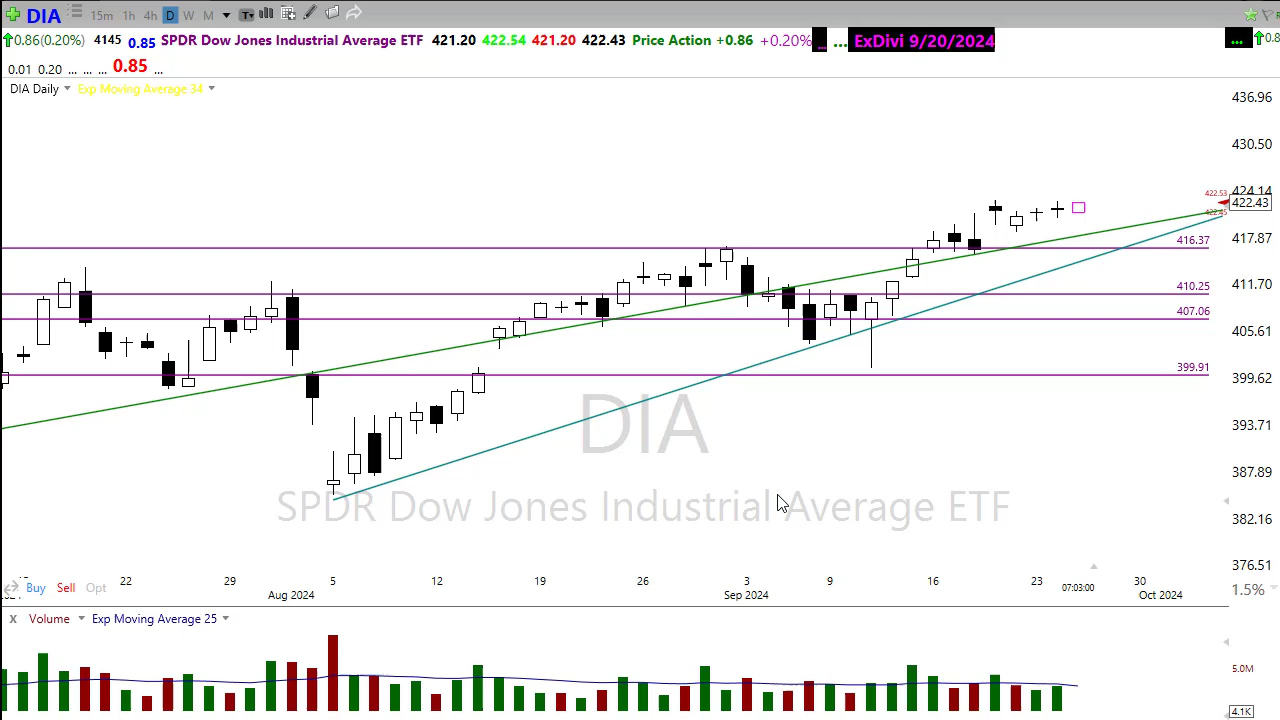 DIA 15m 1h 4h D W M T
0.86(0.20%) 4145 0.85 SPDR Dow Jones Industrial Average ETF 421.20 422.54 421.20 422.43 Price Action +0.86 +0.20% ... ... ExDivi 9/20/2024 ... 0.8
0.01 0.20 ... ... ... 0.85 ...
DIA Daily Exp Moving Average 34
436.96
430.50
424.14
422.53
422.43
417.87
416.37
411.70
410.25
407.06
405.61
399.91
399.62
393.71
387.89
382.16
376.51
DIA
SPDR Dow Jones Industrial Average ETF
22 29 5 12 19 26 3 9 16 23 30
Buy Sell Opt 07:03:00 1.5%
Aug 2024 Sep 2024 Oct 2024
X Volume Exp Moving Average 25
5.0M
4.1K